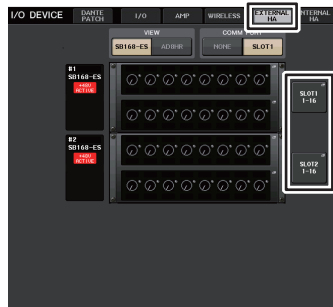 I/O DEVICE
DANTE PATCH
I/O
AMP
WIRELESS
EXTERNAL HA
INTERNAL HA
VIEW
COMM PORT
SB168-ES
AD8HR
NONE
SLOT1
#1
SB168-ES
+48V
ACTIVE
SLOT1
1-16
#2
SB168-ES
+48V
ACTIVE
SLOT2
1-16